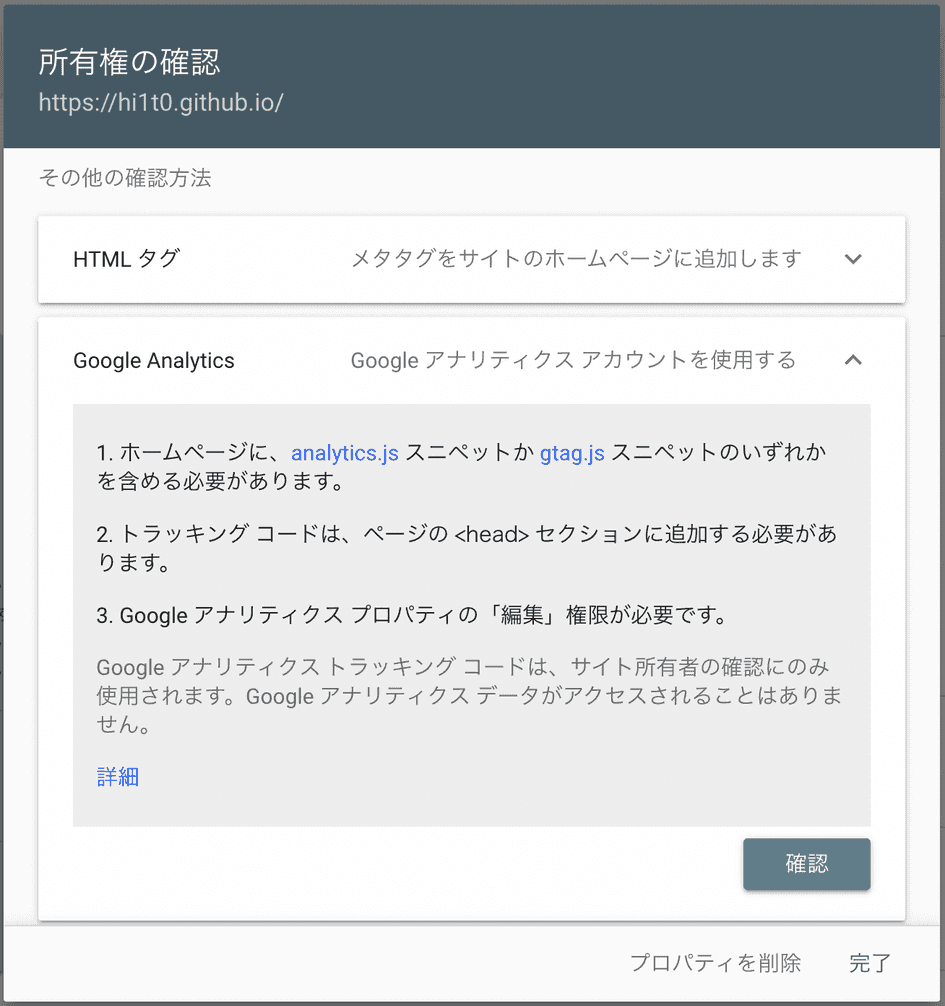 所有権の確認
https://hi1t0.github.io/
その他の確認方法
HTML タグ
メタタグをサイトのホームページに追加します
Google Analytics
Google アナリティクス アカウントを使用する
1. ホームページに、analytics.js スニペットか gtag.js スニペットのいずれか
を含める必要があります。
2. トラッキング コードは、ページの <head> セクションに追加する必要があ
ります。
3. Google アナリティクス プロパティの「編集」権限が必要です。
Google アナリティクス トラッキング コードは、サイト所有者の確認にのみ
使用されます。Google アナリティクス データがアクセスされることはありま
せん。
詳細
確認
プロパティを削除
完了